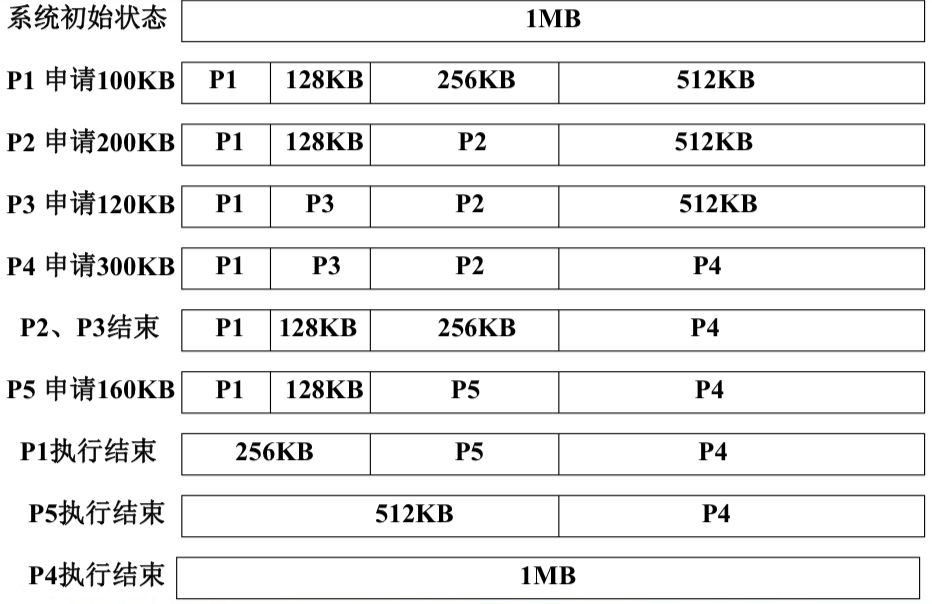 系统初始状态 1MB
P1 申请100KB P1 128KB 256KB 512KB
P2 申请200KB P1 128KB P2 512KB
P3 申请120KB P1 P3 P2 512KB
P4 申请300KB P1 P3 P2 P4
P2、P3结束 P1 128KB 256KB P4
P5 申请160KB P1 128KB P5 P4
P1执行结束 256KB P5 P4
P5执行结束 512KB P4
P4执行结束 1MB